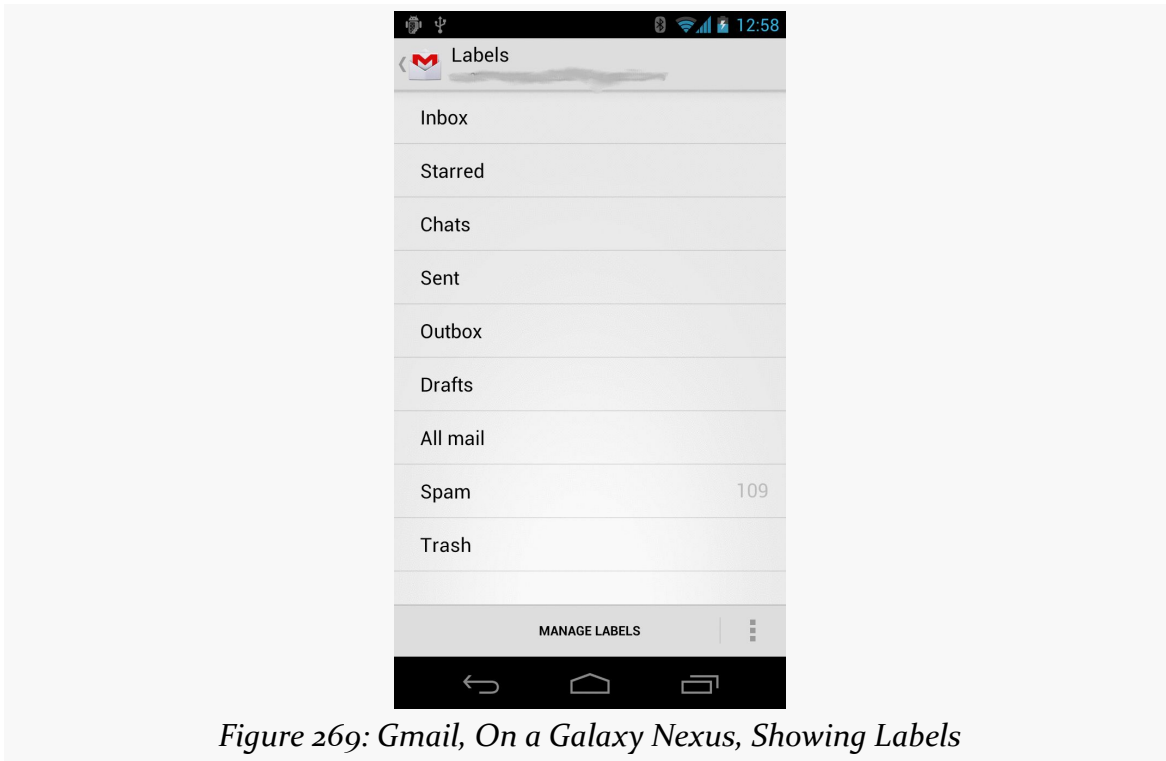 12:58
Labels
Inbox
Starred
Chats
Sent
Outbox
Drafts
All mail
Spam 109
Trash
MANAGE LABELS
Figure 269: Gmail, On a Galaxy Nexus, Showing Labels